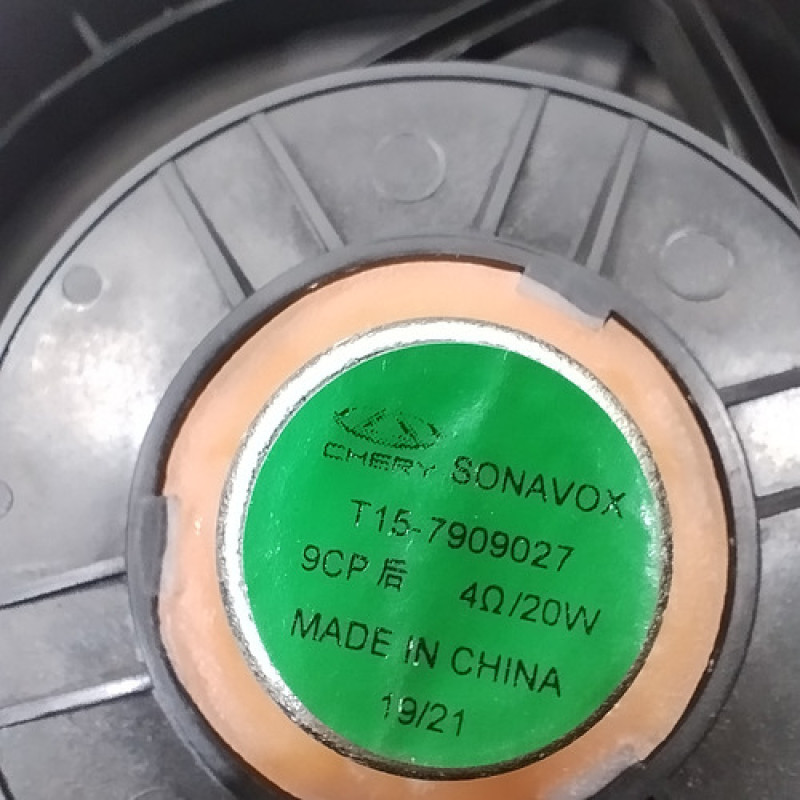 CHERY SONAVOX
T15-7909027
9CP 后 4Ω/20W
MADE IN CHINA
19/21